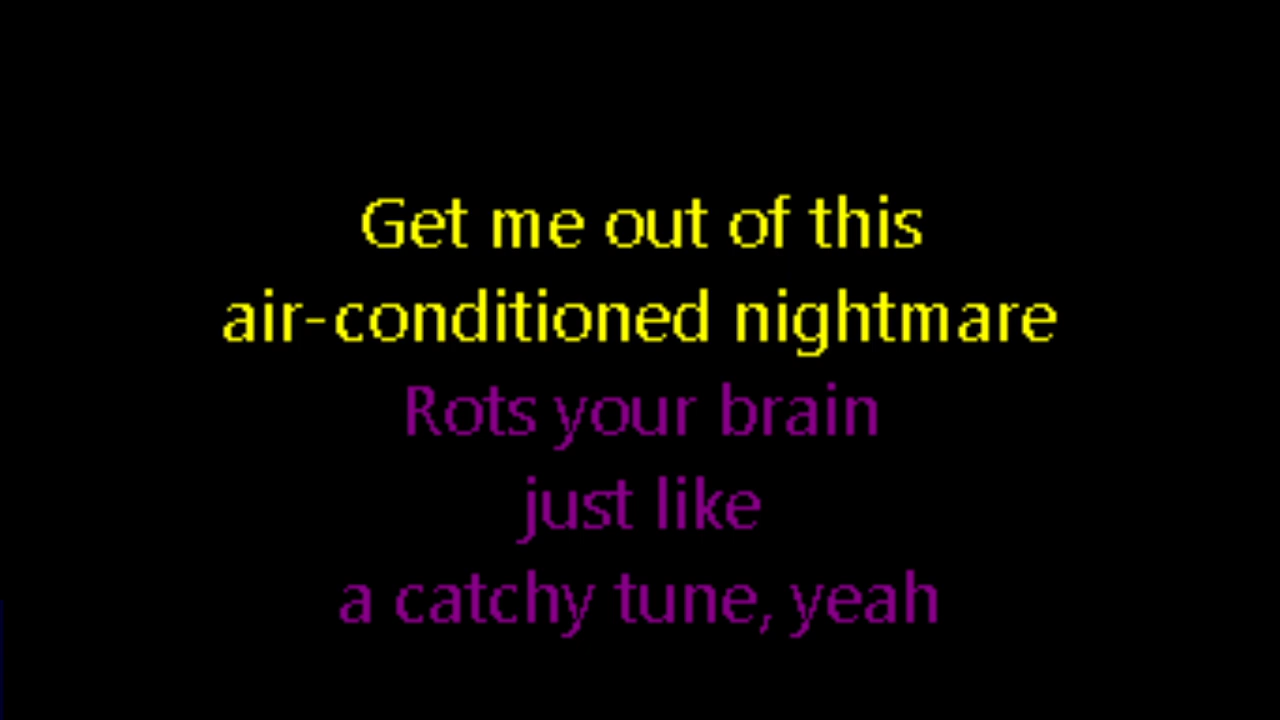 Get me out of this
air-conditioned nightmare
Rots your brain
just like
a catchy tune, yeah